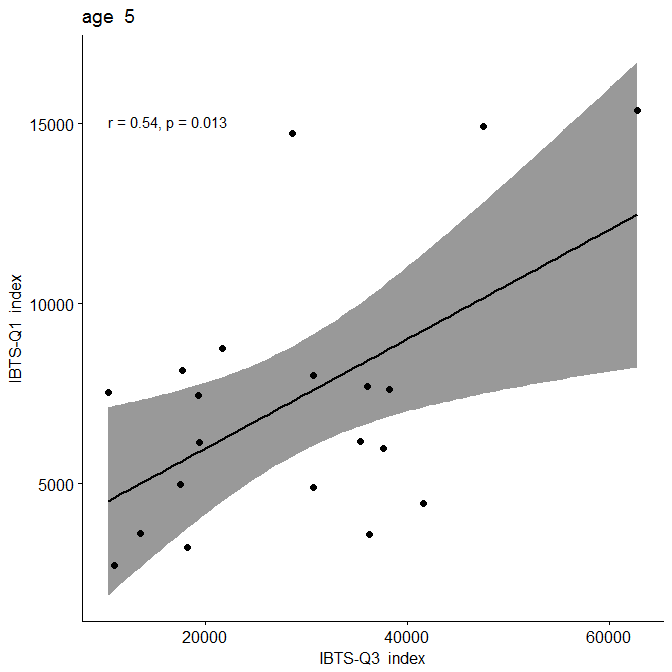 age 5
15000
r = 0.54, p = 0.013
10000
5000
IBTS-Q1 index
20000
40000
60000
IBTS-Q3 index